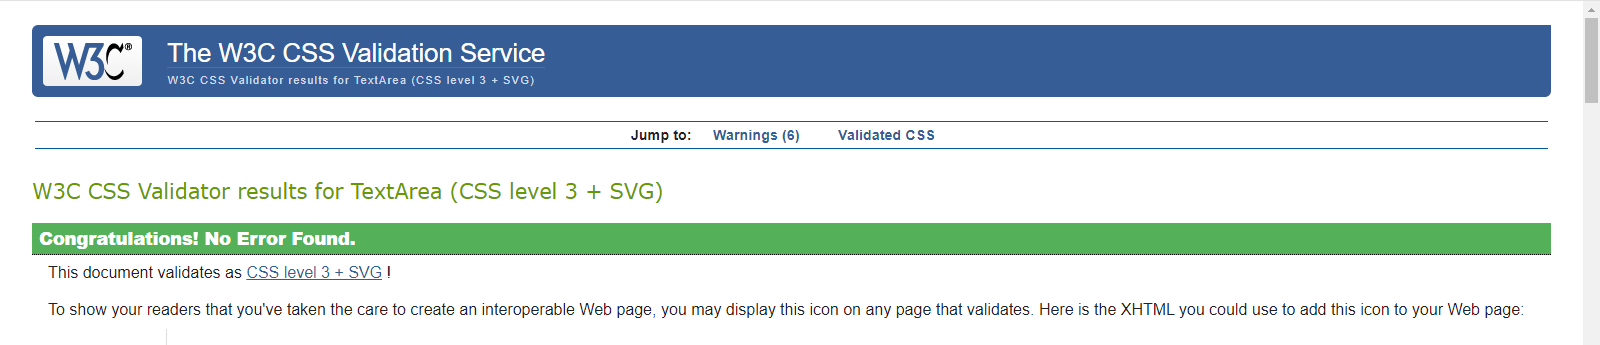 W3C®
The W3C CSS Validation Service
W3C CSS Validator results for TextArea (CSS level 3 + SVG)
Jump to: Warnings (6) Validated CSS
W3C CSS Validator results for TextArea (CSS level 3 + SVG)
Congratulations! No Error Found.
This document validates as CSS level 3 + SVG !
To show your readers that you've taken the care to create an interoperable Web page, you may display this icon on any page that validates. Here is the XHTML you could use to add this icon to your Web page: